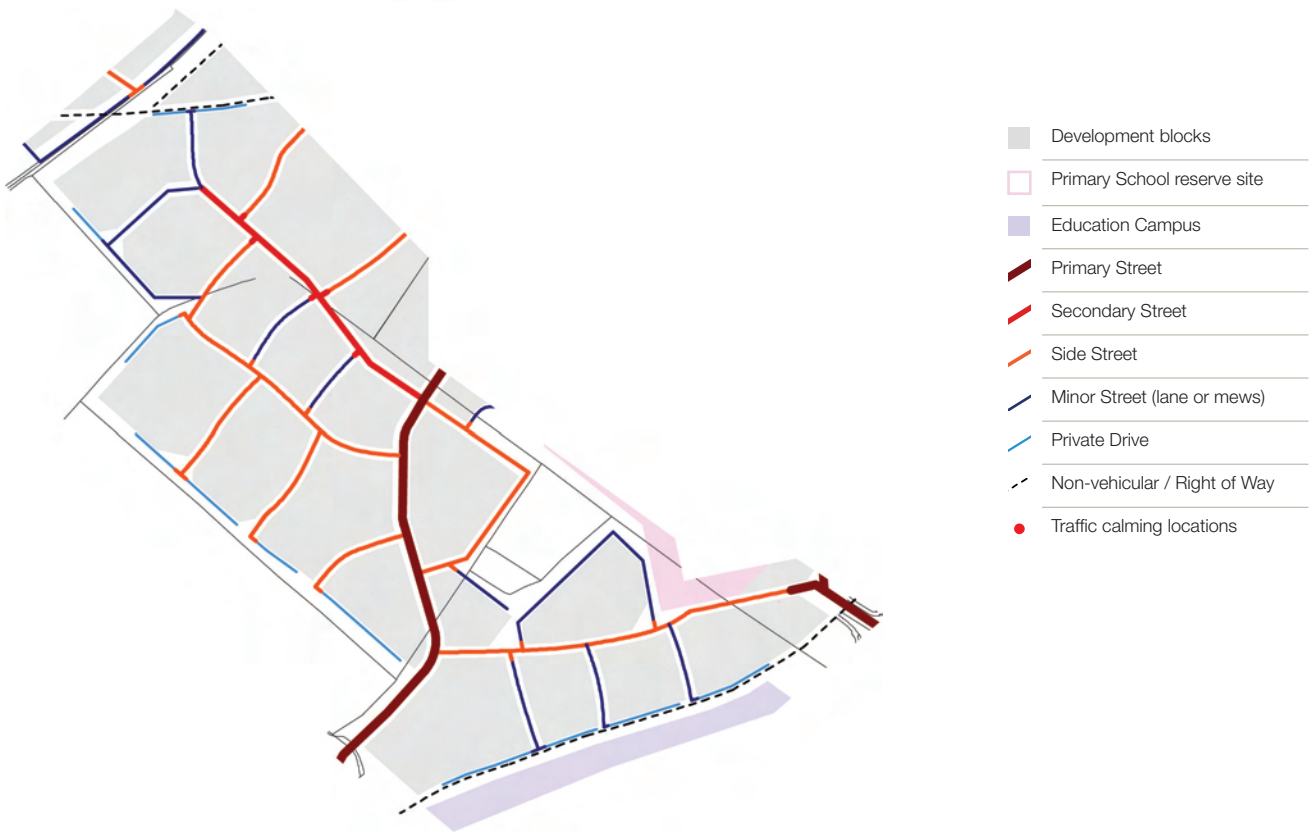 Development blocks
Primary School reserve site
Education Campus
Primary Street
Secondary Street
Side Street
Minor Street (lane or mews)
Private Drive
Non-vehicular / Right of Way
Traffic calming locations